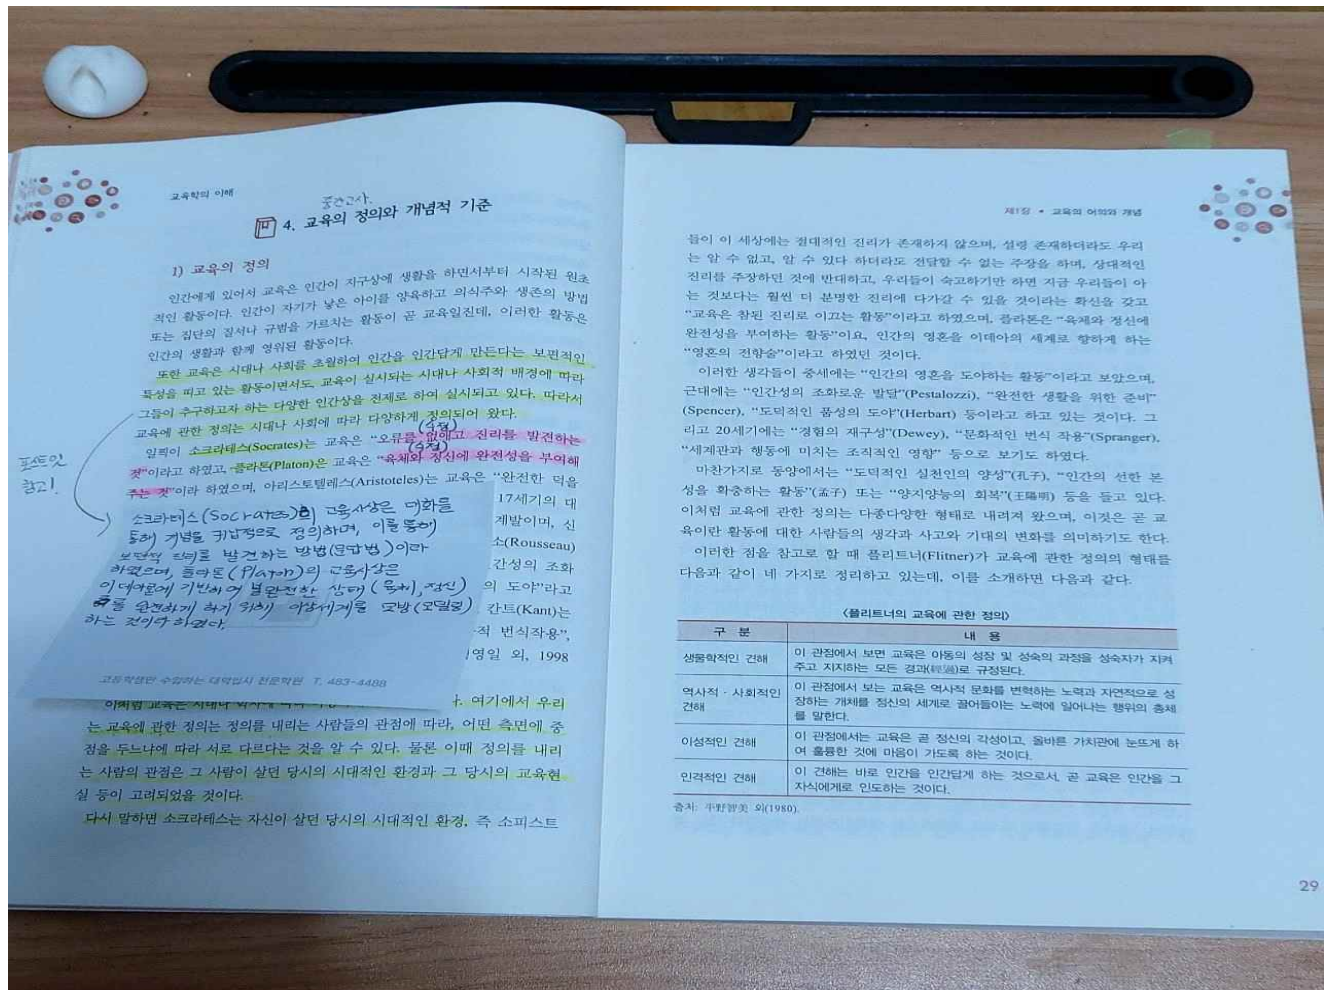 교육학의 이해
중간고사.
4. 교육의 정의와 개념적 기준
1) 교육의 정의
인간에게 있어서 교육은 인간이 지구상에 생활을 하면서부터 시작된 원초
적인 활동이다. 인간이 자기가 낳은 아이를 양육하고 의식주와 생존의 방법
또는 집단의 질서나 규범을 가르치는 활동이 곧 교육일진데, 이러한 활동은
인간의 생활과 함께 영위된 활동이다.
또한 교육은 시대나 사회를 초월하여 인간을 인간답게 만든다는 보편적인
특성을 띠고 있는 활동이면서도, 교육이 실시되는 시대나 사회적 배경에 따라
그들이 추구하고자 하는 다양한 인간상을 전제로 하여 실시되고 있다. 따라서
교육에 관한 정의는 시대나 사회에 따라 다양하게 정의되어 왔다.
(4점)
일찍이 소크라테스(Socrates)는 교육은 “오류를 없애고 진리를 발견하는
(4점)
것”이라고 하였고, 플라톤(Platon)은 교육은 “육체와 정신에 완전성을 부여해
주는 것”이라 하였으며, 아리스토텔레스(Aristoteles)는 교육은 “완전한 덕을
17세기의 대
계발이며, 신
소(Rousseau)
간성의 조화
의 도야”라고
칸트(Kant)는
적 번식작용”,
영일 외, 1998
포스트잇
참고!
소크라테스(Socrates)의 교육사상은 대화를
통해 개념을 귀납적으로 정의하며, 이를 통해
보편적 진리를 발견하는 방법(문답법)이라
하였으며, 플라톤(Platon)의 교육사상은
이데아론에 기반하여 불완전한 상태(육체, 정신)
를 완전하게 하기 위해 이상세계를 모방(모델링)
하는 것이다 하였다.
고등학생만 수업하는 대학입시 전문학원 T. 483-4488
여기에서 우리
는 교육에 관한 정의는 정의를 내리는 사람들의 관점에 따라, 어떤 측면에 중
점을 두느냐에 따라 서로 다르다는 것을 알 수 있다. 물론 이때 정의를 내리
는 사람의 관점은 그 사람이 살던 당시의 시대적인 환경과 그 당시의 교육현
실 등이 고려되었을 것이다.
다시 말하면 소크라테스는 자신이 살던 당시의 시대적인 환경, 즉 소피스트
제1장 • 교육의 어의와 개념
들이 이 세상에는 절대적인 진리가 존재하지 않으며, 설령 존재하더라도 우리
는 알 수 없고, 알 수 있다 하더라도 전달할 수 없는 주장을 하며, 상대적인
진리를 주장하던 것에 반대하고, 우리들이 숙고하기만 하면 지금 우리들이 아
는 것보다는 훨씬 더 분명한 진리에 다가갈 수 있을 것이라는 확신을 갖고
“교육은 참된 진리로 이끄는 활동”이라고 하였으며, 플라톤은 “육체와 정신에
완전성을 부여하는 활동”이요, 인간의 영혼을 이데아의 세계로 향하게 하는
“영혼의 전향술”이라고 하였던 것이다.
이러한 생각들이 중세에는 “인간의 영혼을 도야하는 활동”이라고 보았으며,
근대에는 “인간성의 조화로운 발달”(Pestalozzi), “완전한 생활을 위한 준비”
(Spencer), “도덕적인 품성의 도야”(Herbart) 등이라고 하고 있는 것이다. 그
리고 20세기에는 “경험의 재구성”(Dewey), “문화적인 번식 작용”(Spranger),
“세계관과 행동에 미치는 조직적인 영향” 등으로 보기도 하였다.
마찬가지로 동양에서는 “도덕적인 실천인의 양성”(孔子), “인간의 선한 본
성을 확충하는 활동”(孟子) 또는 “양지양능의 회복”(王陽明) 등을 들고 있다.
이처럼 교육에 관한 정의는 다종다양한 형태로 내려져 왔으며, 이것은 곧 교
육이란 활동에 대한 사람들의 생각과 사고와 기대의 변화를 의미하기도 한다.
이러한 점을 참고로 할 때 플리트너(Flitner)가 교육에 관한 정의의 형태를
다음과 같이 네 가지로 정리하고 있는데, 이를 소개하면 다음과 같다.
〈플리트너의 교육에 관한 정의〉
구 분 내 용
생물학적인 견해 이 관점에서 보면 교육은 아동의 성장 및 성숙의 과정을 성숙자가 지켜
주고 지지하는 모든 경과(經過)로 규정된다.
역사적·사회적인 이 관점에서 보는 교육은 역사적 문화를 변혁하는 노력과 자연적으로 성
견해 장하는 개체를 정신의 세계로 끌어들이는 노력에 일어나는 행위의 총체
를 말한다.
이성적인 견해 이 관점에서는 교육은 곧 정신의 각성이고, 올바른 가치관에 눈뜨게 하
여 훌륭한 것에 마음이 가도록 하는 것이다.
인격적인 견해 이 견해는 바로 인간을 인간답게 하는 것으로서, 곧 교육은 인간을 그
자식에게로 인도하는 것이다.
출처: 平野智美 외(1980).
29